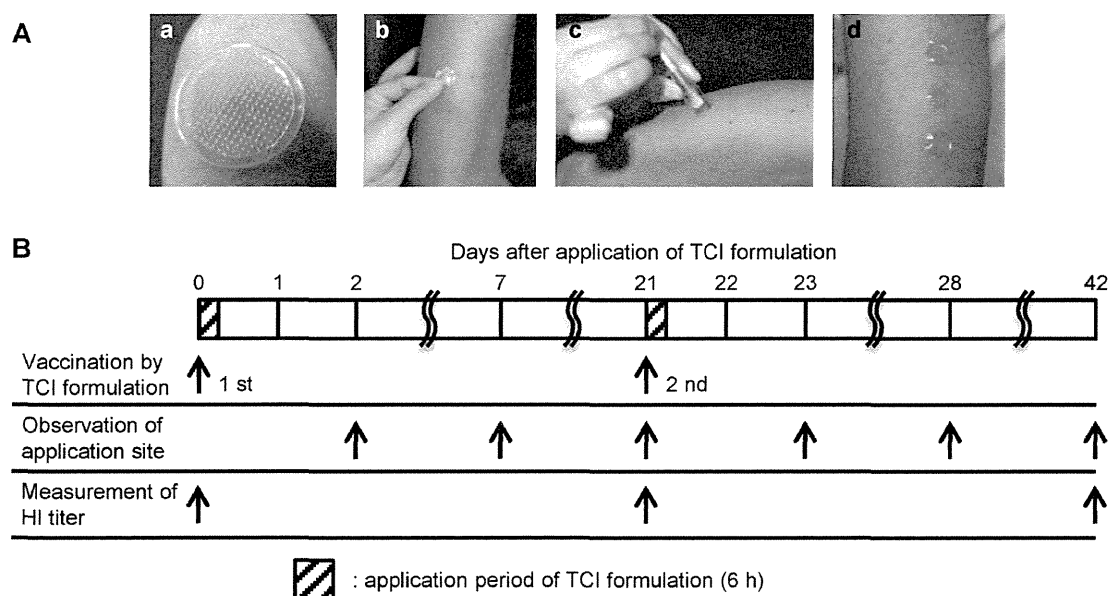 A
a b c d
B
Days after application of TCI formulation
0 1 2 7 21 22 23 28 42
Vaccination by
TCI formulation
1 st 2 nd
Observation of
application site
Measurement of
HI titer
: application period of TCI formulation (6 h)